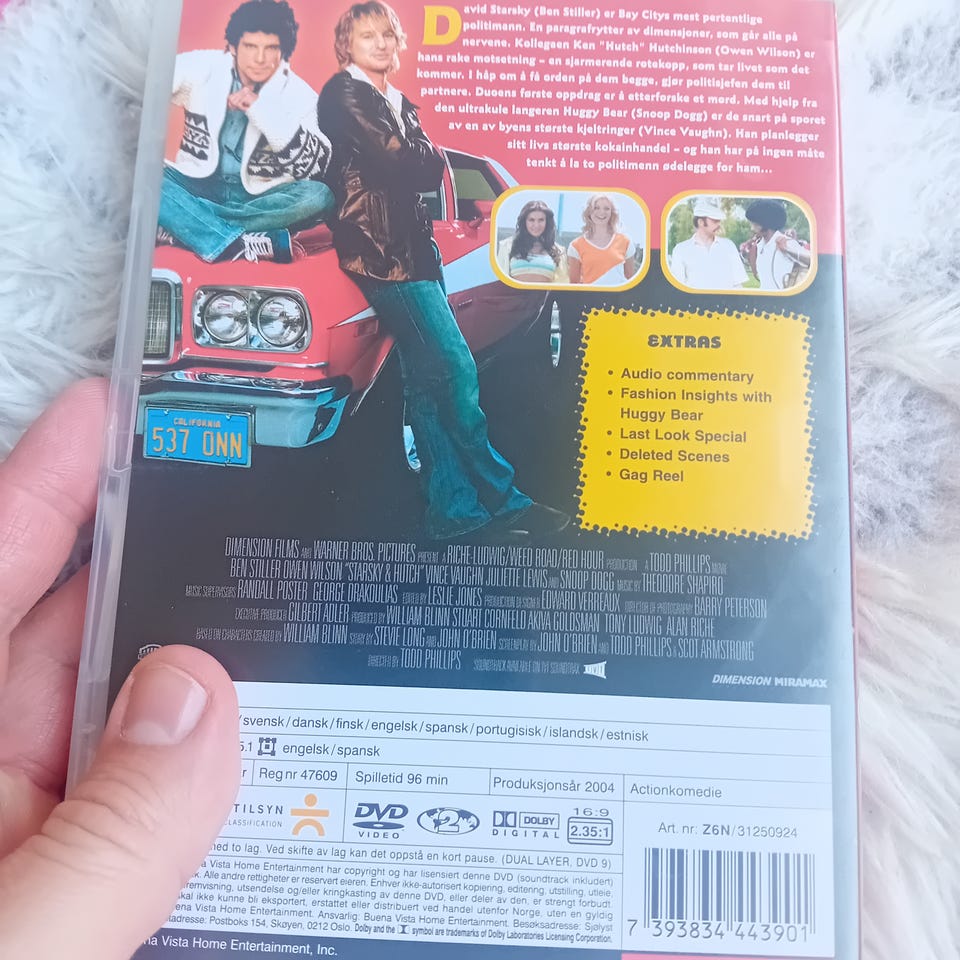 David Starsky (Ben Stiller) er Bay Citys mest pertentlige
politimann. En paragrafrytter av dimensjoner, som går alle på
nervene. Kollegaen Ken "Hutch" Hutchinson (Owen Wilson) er
hans rake motsetning – en sjarmerende rotekopp, som tar livet som det
kommer. I håp om å få orden på dem begge, gjør politisjefen dem til
partnere. Duoens første oppdrag er å etterforske et mord. Med hjelp fra
den ultrakule langeren Huggy Bear (Snoop Dogg) er de snart på sporet
av en av byens største kjeltringer (Vince Vaughn). Han planlegger
sitt livs største kokainhandel – og han har på ingen måte
tenkt å la to politimenn ødelegge for ham...
EXTRAS
• Audio commentary
• Fashion Insights with
Huggy Bear
• Last Look Special
• Deleted Scenes
• Gag Reel
CALIFORNIA
537 ONN
DIMENSION FILMS AND WARNER BROS. PICTURES PRESENT A RICHE-LUDWIG/WEED ROAD/RED HOUR PRODUCTION A TODD PHILLIPS MOVIE
BEN STILLER OWEN WILSON "STARSKY & HUTCH" VINCE VAUGHN JULIETTE LEWIS AND SNOOP DOGG MUSIC BY THEODORE SHAPIRO
MUSIC SUPERVISORS RANDALL POSTER GEORGE DRAKOULIAS EDITED BY LESLIE JONES PRODUCTION DESIGNER EDWARD VERREAUX DIRECTOR OF PHOTOGRAPHY BARRY PETERSON
EXECUTIVE PRODUCER GILBERT ADLER PRODUCED BY WILLIAM BLINN STUART CORNFELD AKIVA GOLDSMAN TONY LUDWIG ALAN RICHE
BASED ON CHARACTERS CREATED BY WILLIAM BLINN STORY BY STEVIE LONG AND JOHN O'BRIEN SCREENPLAY BY JOHN O'BRIEN AND TODD PHILLIPS & SCOT ARMSTRONG
DIRECTED BY TODD PHILLIPS SOUNDTRACK AVAILABLE ON TVT SOUNDTRAX
DIMENSION MIRAMAX
/svensk/dansk/finsk/engelsk/spansk/portugisisk/islandsk/estnisk
5.1 engelsk/spansk
Reg nr 47609 Spilletid 96 min Produksjonsår 2004 Actionkomedie
TILSYN
CLASSIFICATION
DVD VIDEO 2 DOLBY DIGITAL 16:9 2.35:1
Art. nr: Z6N/31250924
med to lag. Ved skifte av lag kan det oppstå en kort pause. (DUAL LAYER, DVD 9)
Vista Home Entertainment har copyright og har lisensiert denne DVD (soundtrack inkludert)
Alle andre rettigheter er reservert eieren. Enhver ikke-autorisert kopiering, editering, utstilling, utleie,
fremvisning, utsendelse og/eller kringkasting av denne DVD, eller deler av den, er strengt forbudt.
skal ikke kunne bli eksportert, erstattet eller distribuert ved handel utenfor Norge, uten en gyldig
Buena Vista Home Entertainment. Ansvarlig: Buena Vista Home Entertainment. Besøksadresse: Sjølyst
adresse: Postboks 154, Skøyen, 0212 Oslo. Dolby and the symbol are trademarks of Dolby Laboratories Licensing Corporation.
7 393834 443901
Vista Home Entertainment, Inc.